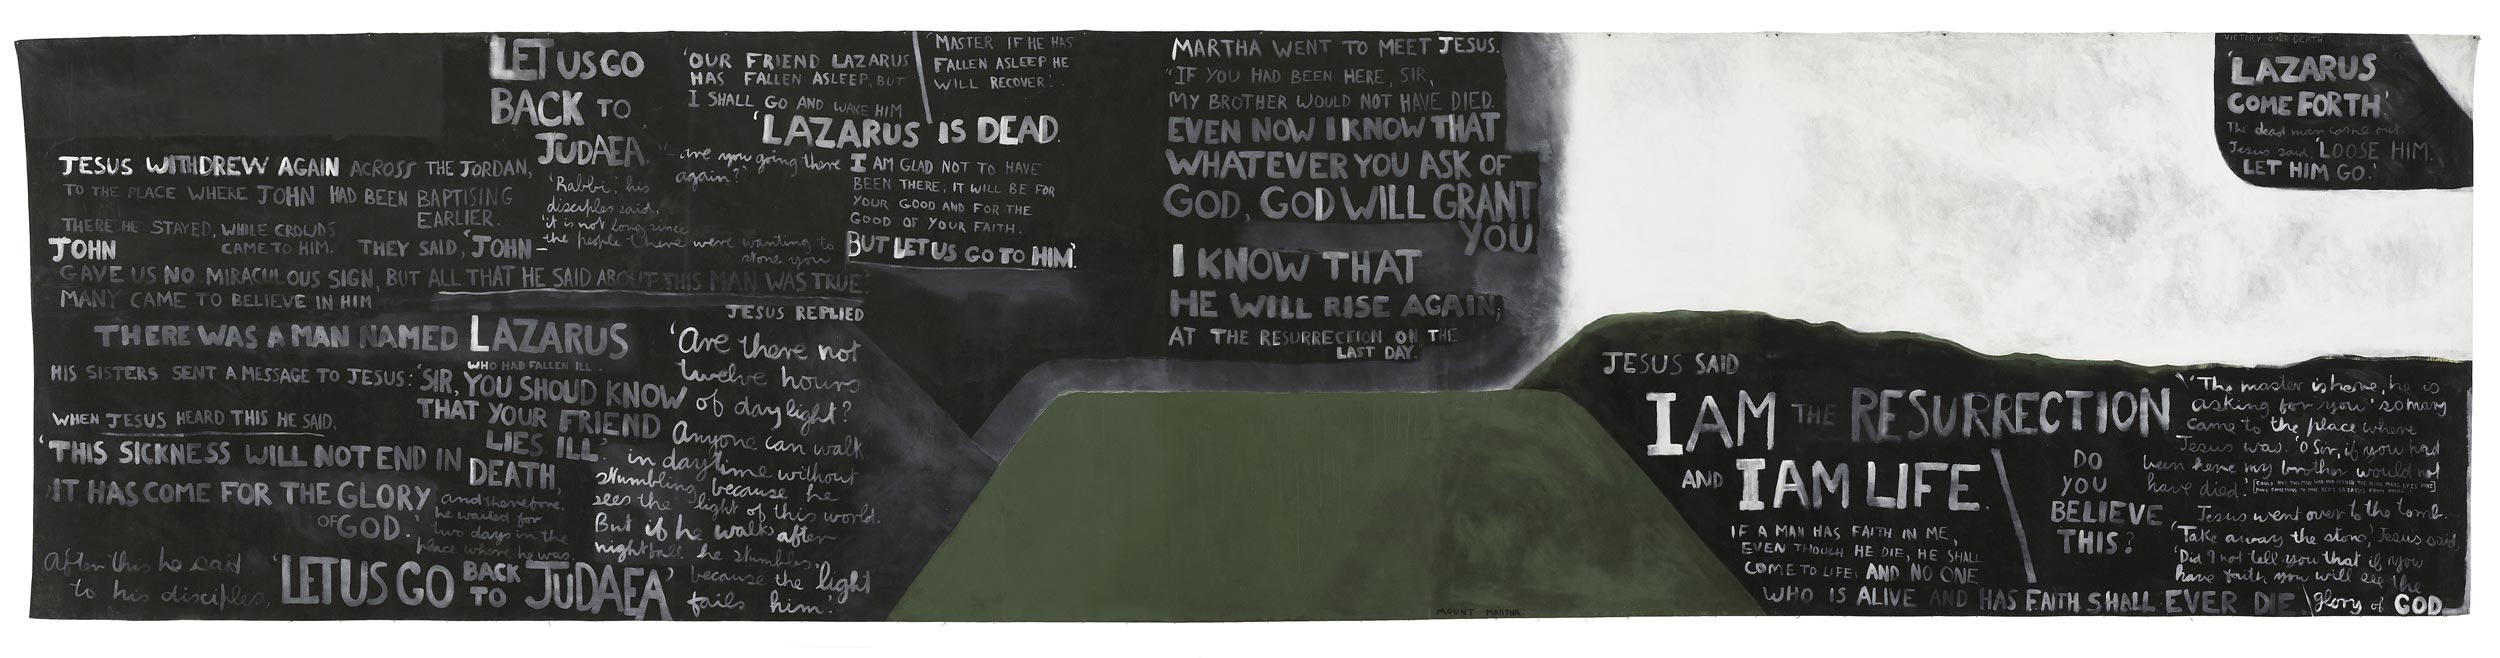 JESUS WITHDREW AGAIN ACROSS THE JORDAN,
TO THE PLACE WHERE JOHN HAD BEEN BAPTISING
EARLIER.
THERE HE STAYED, WHILE CROWDS
CAME TO HIM. THEY SAID, 'JOHN –
JOHN
GAVE US NO MIRACULOUS SIGN, BUT ALL THAT HE SAID ABOUT THIS MAN WAS TRUE'.
MANY CAME TO BELIEVE IN HIM
THERE WAS A MAN NAMED LAZARUS
WHO HAD FALLEN ILL.
HIS SISTERS SENT A MESSAGE TO JESUS: 'SIR, YOU SHOUD KNOW
THAT YOUR FRIEND
LIES ILL.'
WHEN JESUS HEARD THIS HE SAID,
'THIS SICKNESS WILL NOT END IN
DEATH,
IT HAS COME FOR THE GLORY
OF GOD.'
and therefore,
he waited for
two days in the
place where he was.
After this he said
to his disciples,
'LET US GO BACK TO JUDAEA'
'LET US GO
BACK TO
JUDAEA.'
'Rabbi', his
disciples said,
'it is not long since
the people there were wanting to
stone you
– are you going there
again?'
JESUS REPLIED
'Are there not
twelve hours
of daylight?
Anyone can walk
in daytime without
stumbling because he
sees the light of this world.
But if he walks after
nightfall he stumbles
because the light
fails him'.
'OUR FRIEND LAZARUS
HAS FALLEN ASLEEP, BUT
I SHALL GO AND WAKE HIM
'MASTER IF HE HAS
FALLEN ASLEEP HE
WILL RECOVER'.
'LAZARUS IS DEAD.
I AM GLAD NOT TO HAVE
BEEN THERE; IT WILL BE FOR
YOUR GOOD AND FOR THE
GOOD OF YOUR FAITH.
BUT LET US GO TO HIM'.
MARTHA WENT TO MEET JESUS.
"IF YOU HAD BEEN HERE, SIR,
MY BROTHER WOULD NOT HAVE DIED.
EVEN NOW I KNOW THAT
WHATEVER YOU ASK OF
GOD, GOD WILL GRANT
YOU
I KNOW THAT
HE WILL RISE AGAIN;
AT THE RESURRECTION ON THE
LAST DAY.'
MOUNT MARTHA.
JESUS SAID
I AM THE RESURRECTION
AND I AM LIFE.
IF A MAN HAS FAITH IN ME,
EVEN THOUGH HE DIE, HE SHALL
COME TO LIFE; AND NO ONE
WHO IS ALIVE AND HAS FAITH SHALL EVER DIE.
DO
YOU
BELIEVE
THIS?
'The master is here, he is
asking for you' so mary
came to the place where
Jesus was. 'O Sir, if you had
been here my brother would not
have died.'
Jesus went over to the tomb.
'Take away the stone,' Jesus said,
'Did I not tell you that if you
have faith you will see the
glory of GOD
VICTORY OVER DEATH
'LAZARUS
COME FORTH'
The dead man came out.
Jesus said, 'LOOSE HIM.
LET HIM GO.'